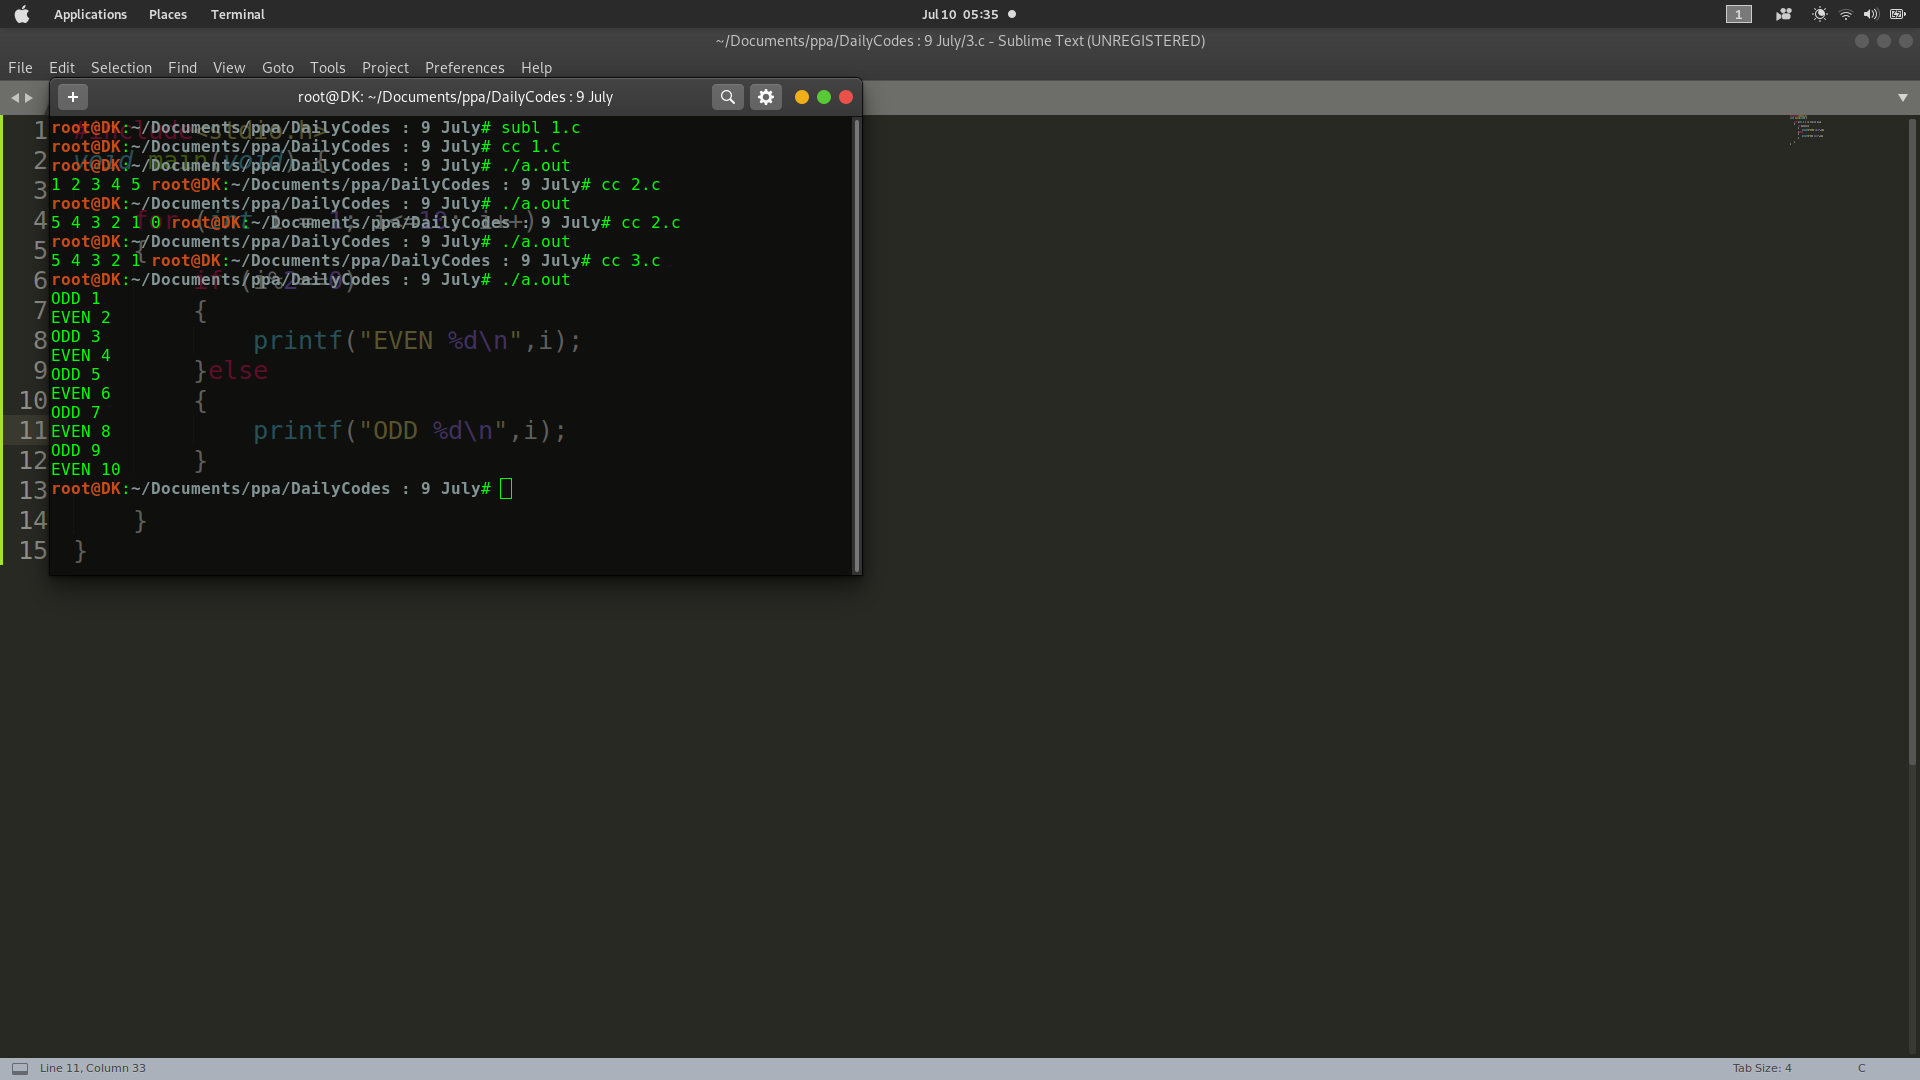 Applications Places Terminal Jul 10 05:35 1
~/Documents/ppa/DailyCodes : 9 July/3.c - Sublime Text (UNREGISTERED)
File Edit Selection Find View Goto Tools Project Preferences Help
+ root@DK: ~/Documents/ppa/DailyCodes : 9 July
root@DK:~/Documents/ppa/DailyCodes : 9 July# subl 1.c
root@DK:~/Documents/ppa/DailyCodes : 9 July# cc 1.c
root@DK:~/Documents/ppa/DailyCodes : 9 July# ./a.out
1 2 3 4 5 root@DK:~/Documents/ppa/DailyCodes : 9 July# cc 2.c
root@DK:~/Documents/ppa/DailyCodes : 9 July# ./a.out
5 4 3 2 1 0 root@DK:~/Documents/ppa/DailyCodes : 9 July# cc 2.c
root@DK:~/Documents/ppa/DailyCodes : 9 July# ./a.out
5 4 3 2 1 root@DK:~/Documents/ppa/DailyCodes : 9 July# cc 3.c
root@DK:~/Documents/ppa/DailyCodes : 9 July# ./a.out
ODD 1
EVEN 2
ODD 3
EVEN 4
ODD 5
EVEN 6
ODD 7
EVEN 8
ODD 9
EVEN 10
root@DK:~/Documents/ppa/DailyCodes : 9 July#
1 #include<stdio.h>
2 void main(void) {
3
4 for (int i = 1; i<=10; i++)
5 {
6 if (i%2==0)
7 {
8 printf("EVEN %d\n",i);
9 }else
10 {
11 printf("ODD %d\n",i);
12 }
13
14 }
15 }
Line 11, Column 33 Tab Size: 4 C